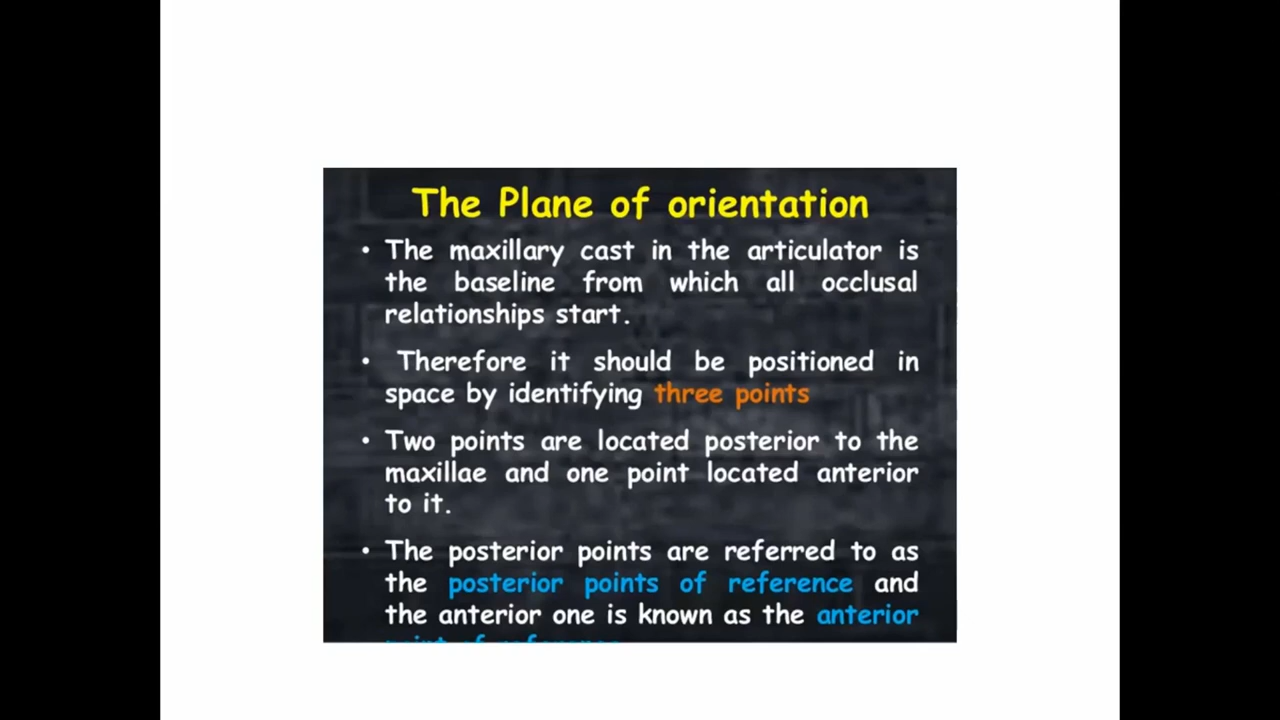 The Plane of orientation
• The maxillary cast in the articulator is
the baseline from which all occlusal
relationships start.
• Therefore it should be positioned in
space by identifying three points
• Two points are located posterior to the
maxillae and one point located anterior
to it.
• The posterior points are referred to as
the posterior points of reference and
the anterior one is known as the anterior